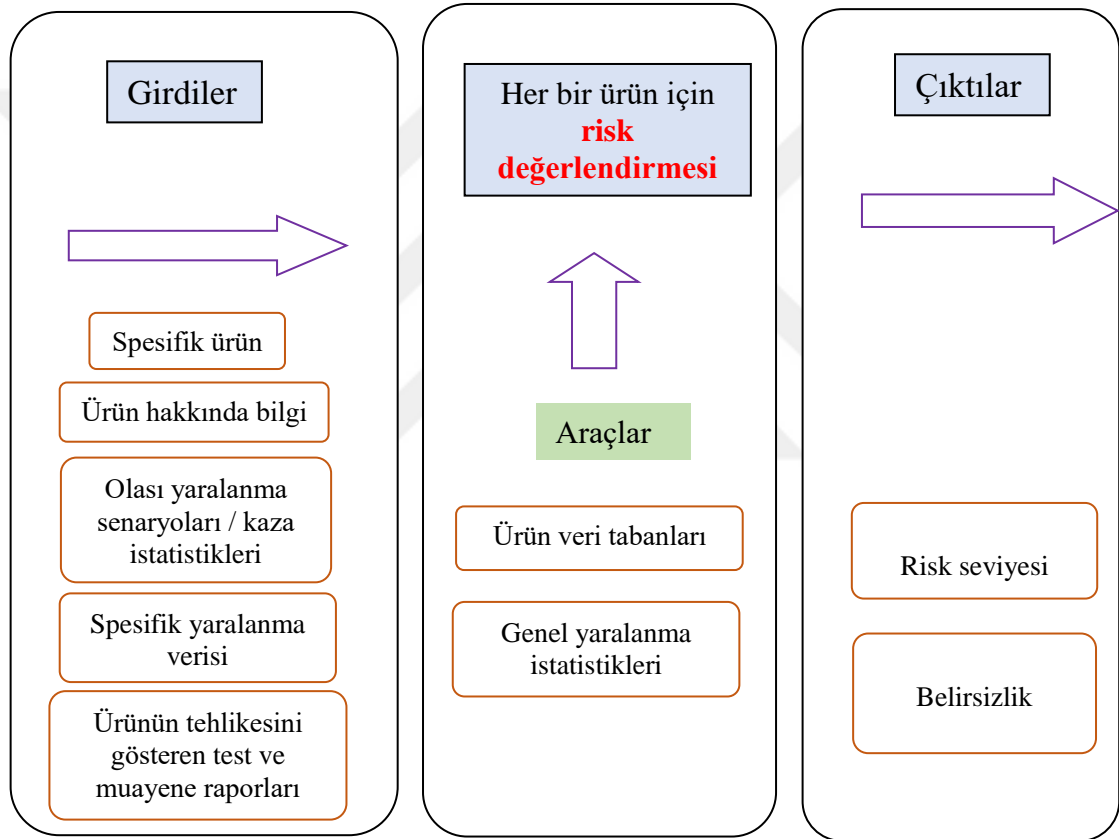 Girdiler
Spesifik ürün
Ürün hakkında bilgi
Olası yaralanma
senaryoları / kaza
istatistikleri
Spesifik yaralanma
verisi
Ürünün tehlikesini
gösteren test ve
muayene raporları
Her bir ürün için
risk
değerlendirmesi
Araçlar
Ürün veri tabanları
Genel yaralanma
istatistikleri
Çıktılar
Risk seviyesi
Belirsizlik